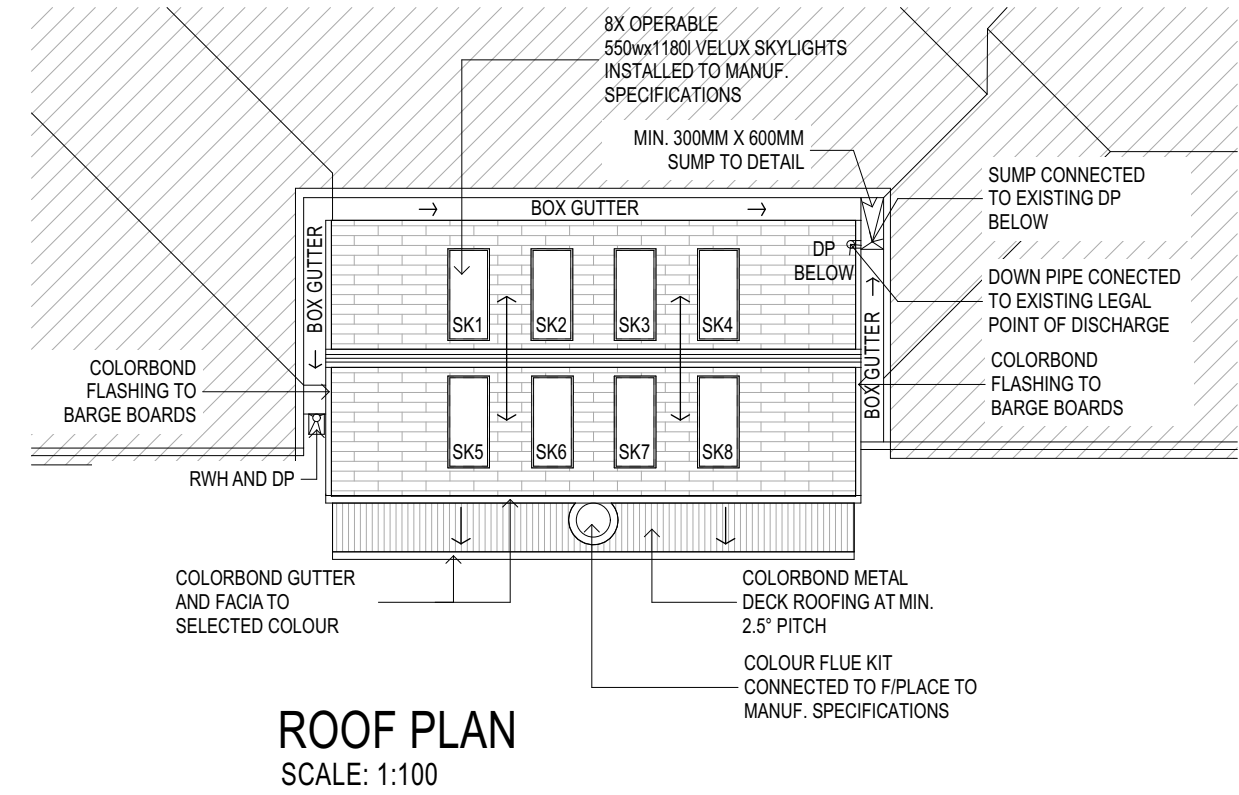 8X OPERABLE
550wx1180l VELUX SKYLIGHTS
INSTALLED TO MANUF.
SPECIFICATIONS
MIN. 300MM X 600MM
SUMP TO DETAIL
SUMP CONNECTED
TO EXISTING DP
BELOW
BOX GUTTER
BOX GUTTER
DP
BELOW
DOWN PIPE CONECTED
TO EXISTING LEGAL
POINT OF DISCHARGE
BOX GUTTER
SK1
SK2
SK3
SK4
COLORBOND
FLASHING TO
BARGE BOARDS
COLORBOND
FLASHING TO
BARGE BOARDS
SK5
SK6
SK7
SK8
RWH AND DP
COLORBOND GUTTER
AND FACIA TO
SELECTED COLOUR
COLORBOND METAL
DECK ROOFING AT MIN.
2.5° PITCH
COLOUR FLUE KIT
CONNECTED TO F/PLACE TO
MANUF. SPECIFICATIONS
ROOF PLAN
SCALE: 1:100